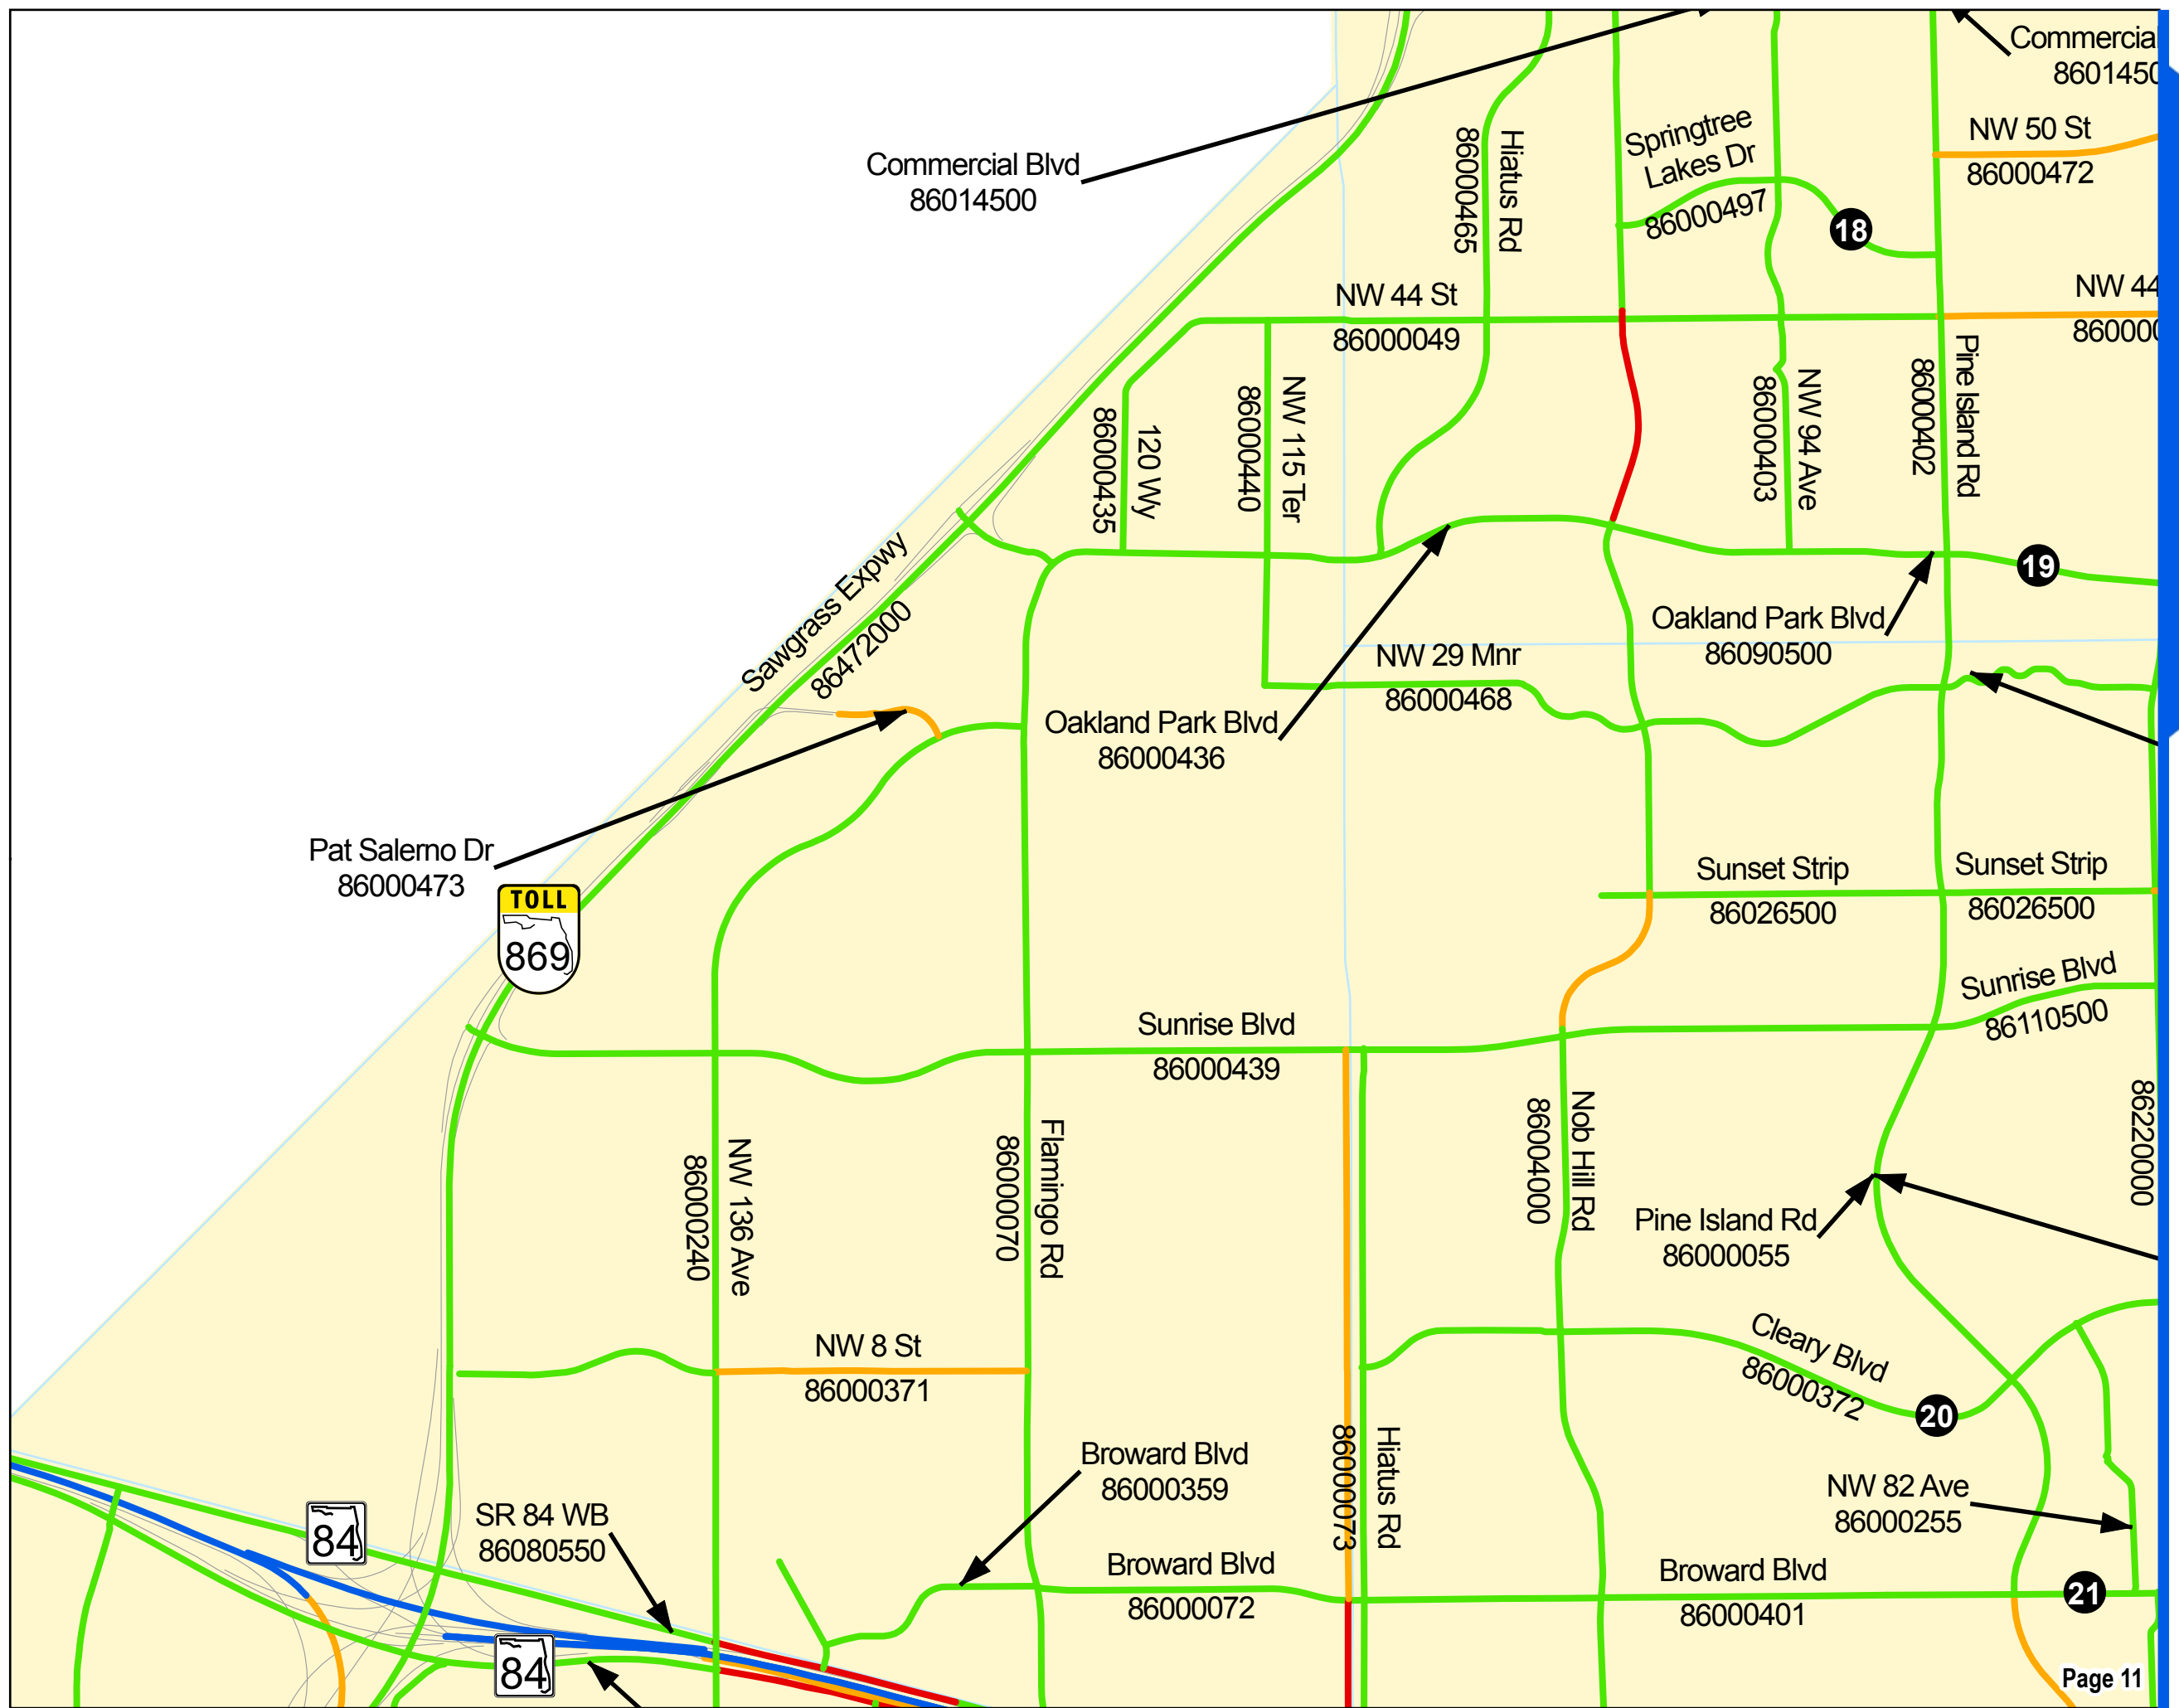 Commercial
8601450
Commercial Blvd
86014500
Hiatus Rd
86000465
Springtree
Lakes Dr
86000497
NW 50 St
86000472
18
NW 44 St
86000049
NW 44
860000
120 Wy
86000435
NW 115 Ter
86000440
NW 94 Ave
86000403
Pine Island Rd
86000402
19
Sawgrass Expwy
86472000
Oakland Park Blvd
86090500
NW 29 Mnr
86000468
Oakland Park Blvd
86000436
Pat Salerno Dr
86000473
TOLL
869
Sunset Strip
86026500
Sunset Strip
86026500
Sunrise Blvd
86110500
Sunrise Blvd
86000439
NW 136 Ave
86000240
Flamingo Rd
86000070
Nob Hill Rd
86004000
86220000
Pine Island Rd
86000055
NW 8 St
86000371
Cleary Blvd
86000372
20
Hiatus Rd
86000073
Broward Blvd
86000359
NW 82 Ave
86000255
84
SR 84 WB
86080550
Broward Blvd
86000072
Broward Blvd
86000401
21
84
Page 11